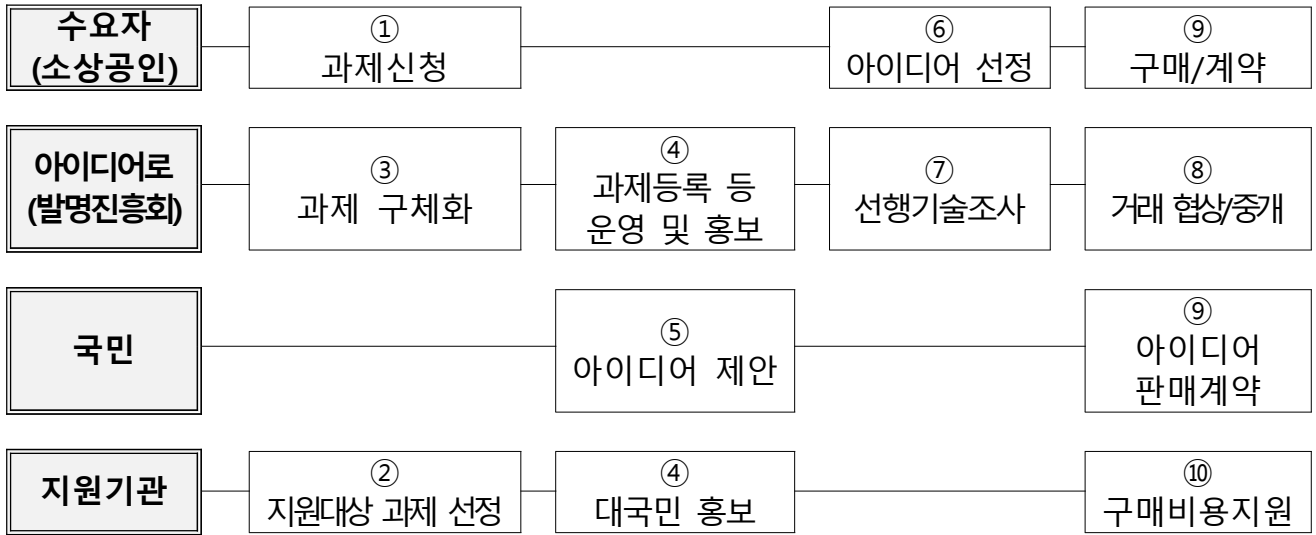 수요자
(소상공인)
①
과제신청
⑥
아이디어 선정
⑨
구매/계약
아이디어로
(발명진흥회)
③
과제 구체화
④
과제등록 등
운영 및 홍보
⑦
선행기술조사
⑧
거래 협상/중개
국민
⑤
아이디어 제안
⑨
아이디어
판매계약
지원기관
②
지원대상 과제 선정
④
대국민 홍보
⑩
구매비용지원